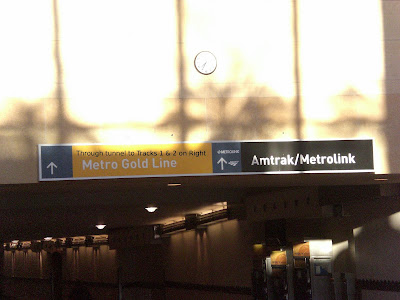 Through tunnel to Tracks 1 & 2 on Right
Metro Gold Line
Amtrak/Metrolink